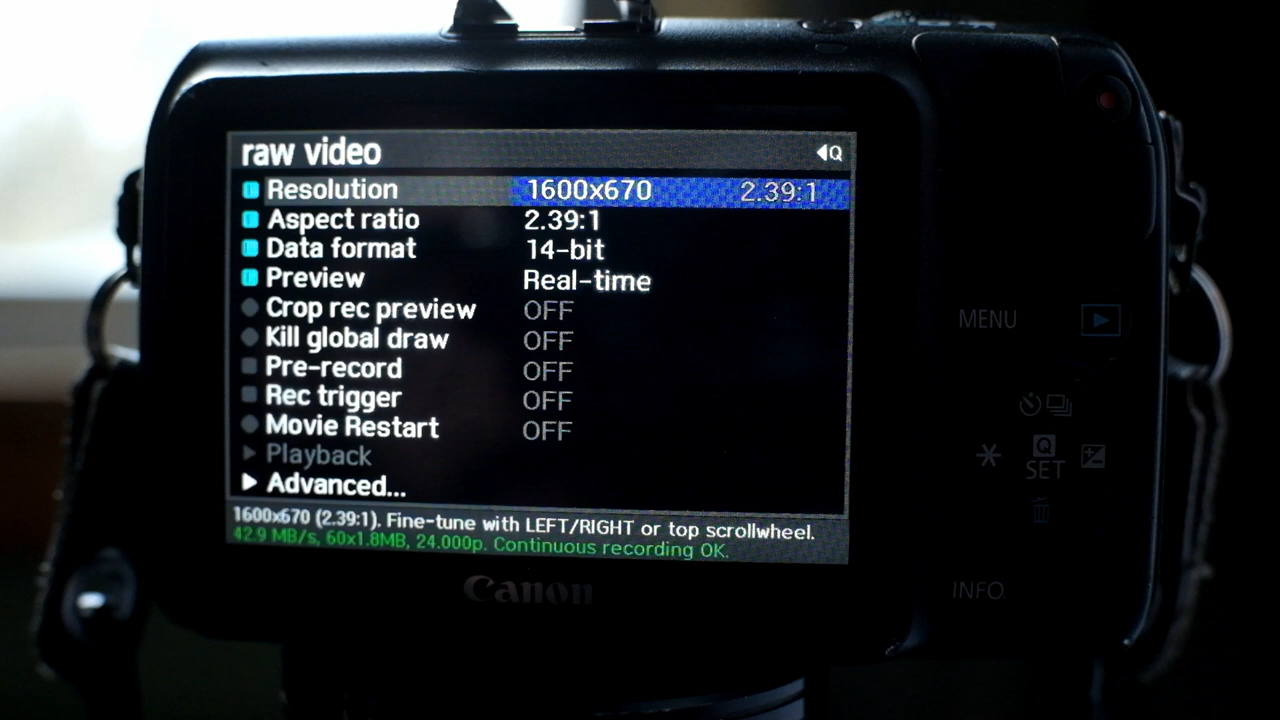 raw video Q
Resolution 1600x670 2.39:1
Aspect ratio 2.39:1
Data format 14-bit
Preview Real-time
Crop rec preview OFF
Kill global draw OFF
Pre-record OFF
Rec trigger OFF
Movie Restart OFF
Playback
Advanced...
1600x670 (2.39:1). Fine-tune with LEFT/RIGHT or top scrollwheel.
42.9 MB/s, 60x1.8MB, 24.000p. Continuous recording OK.
Canon
MENU
Q
SET
INFO.